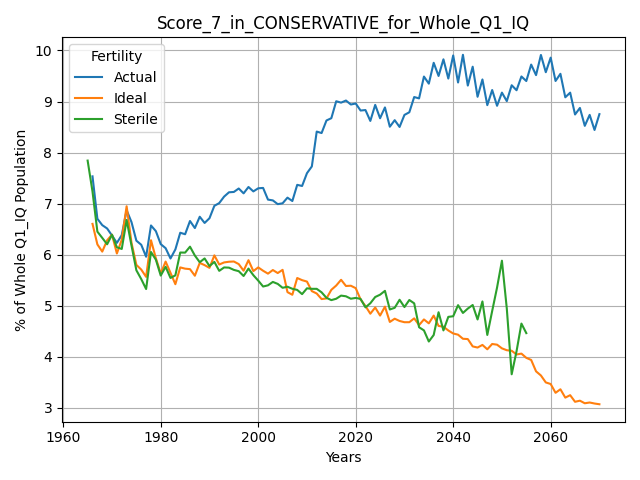 Score_7_in_CONSERVATIVE_for_Whole_Q1_IQ
Fertility
Actual
Ideal
Sterile
% of Whole Q1_IQ Population
10
9
8
7
6
5
4
3
1960
1980
2000
2020
2040
2060
Years